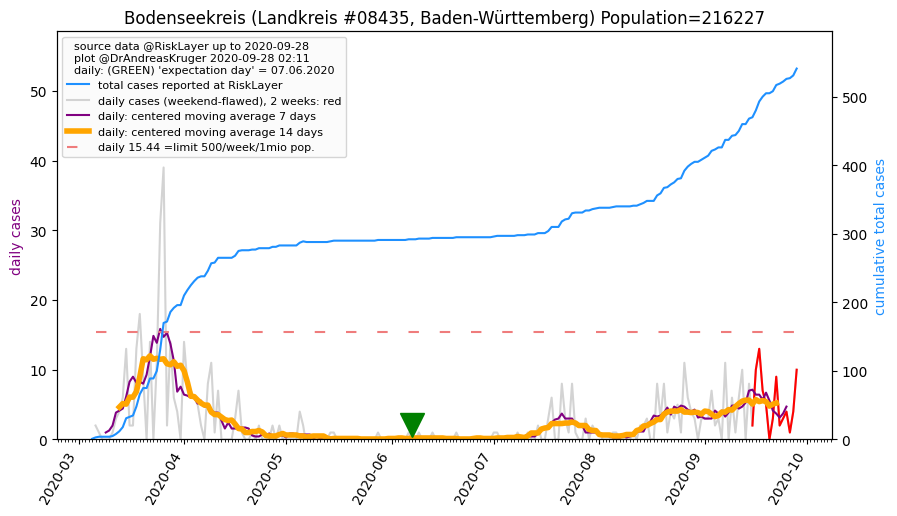 Bodenseekreis (Landkreis #08435, Baden-Württemberg) Population=216227
source data @RiskLayer up to 2020-09-28
plot @DrAndreasKruger 2020-09-28 02:11
daily: (GREEN) 'expectation day' = 07.06.2020
total cases reported at RiskLayer
daily cases (weekend-flawed), 2 weeks: red
daily: centered moving average 7 days
daily: centered moving average 14 days
daily 15.44 =limit 500/week/1mio pop.
daily cases
50
40
30
20
10
0
cumulative total cases
500
400
300
200
100
0
2020-03
2020-04
2020-05
2020-06
2020-07
2020-08
2020-09
2020-10